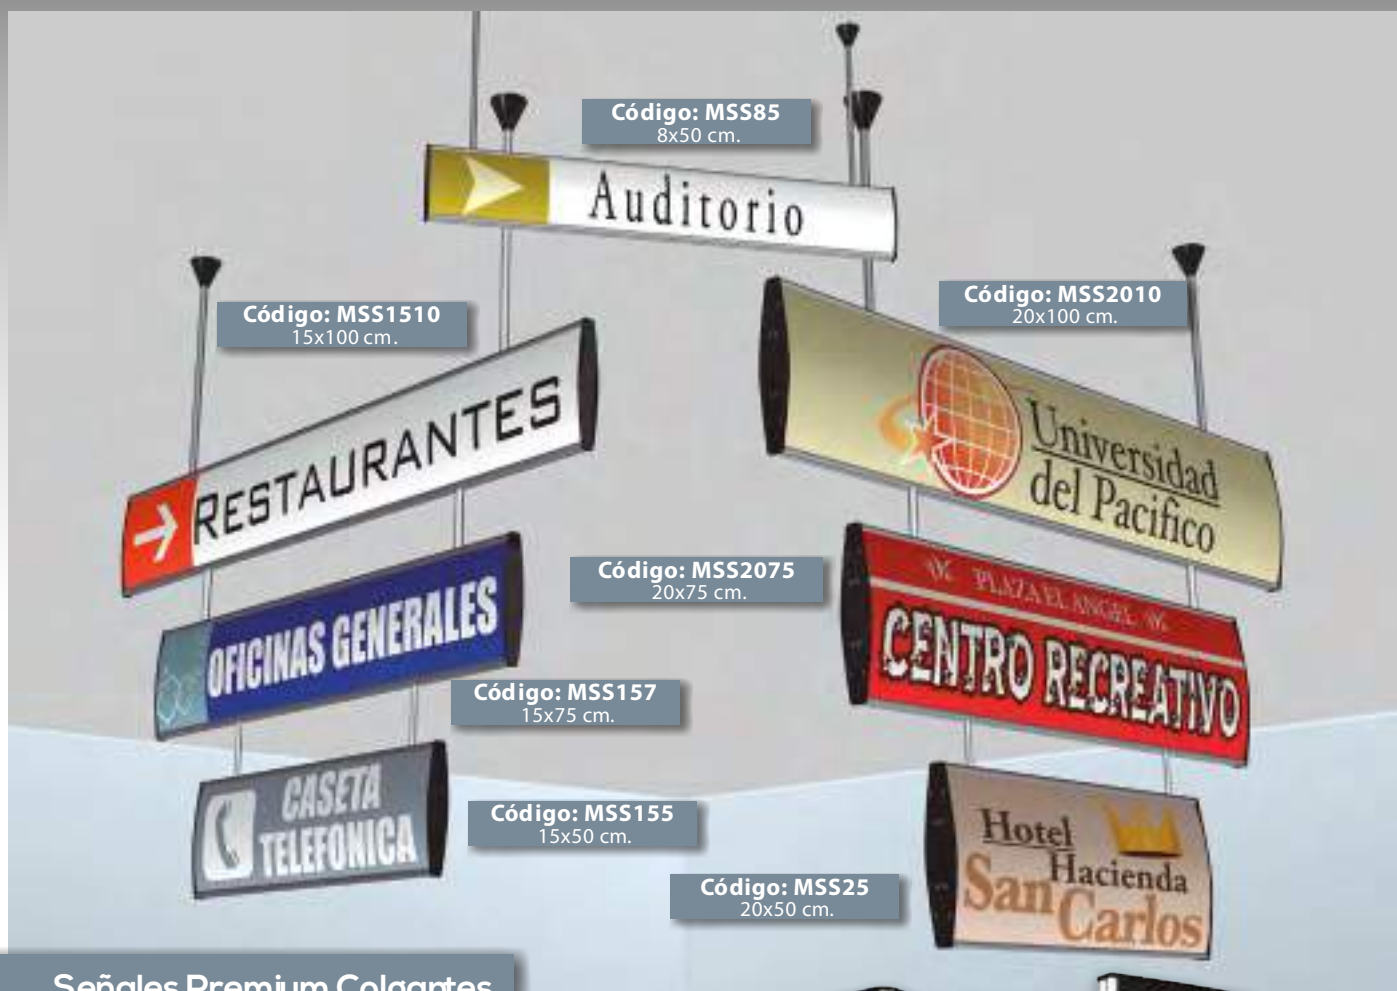 Código: MSS85
8x50 cm.
Auditorio
Código: MSS1510
15x100 cm.
Código: MSS2010
20x100 cm.
RESTAURANTES
Universidad
del Pacifico
OFICINAS GENERALES
Código: MSS2075
20x75 cm.
PLAZA EL ANGEL
CENTRO RECREATIVO
Código: MSS157
15x75 cm.
CASETA
TELEFONICA
Código: MSS155
15x50 cm.
Hotel
Hacienda
San Carlos
Código: MSS25
20x50 cm.
Señales Premium Colgantes